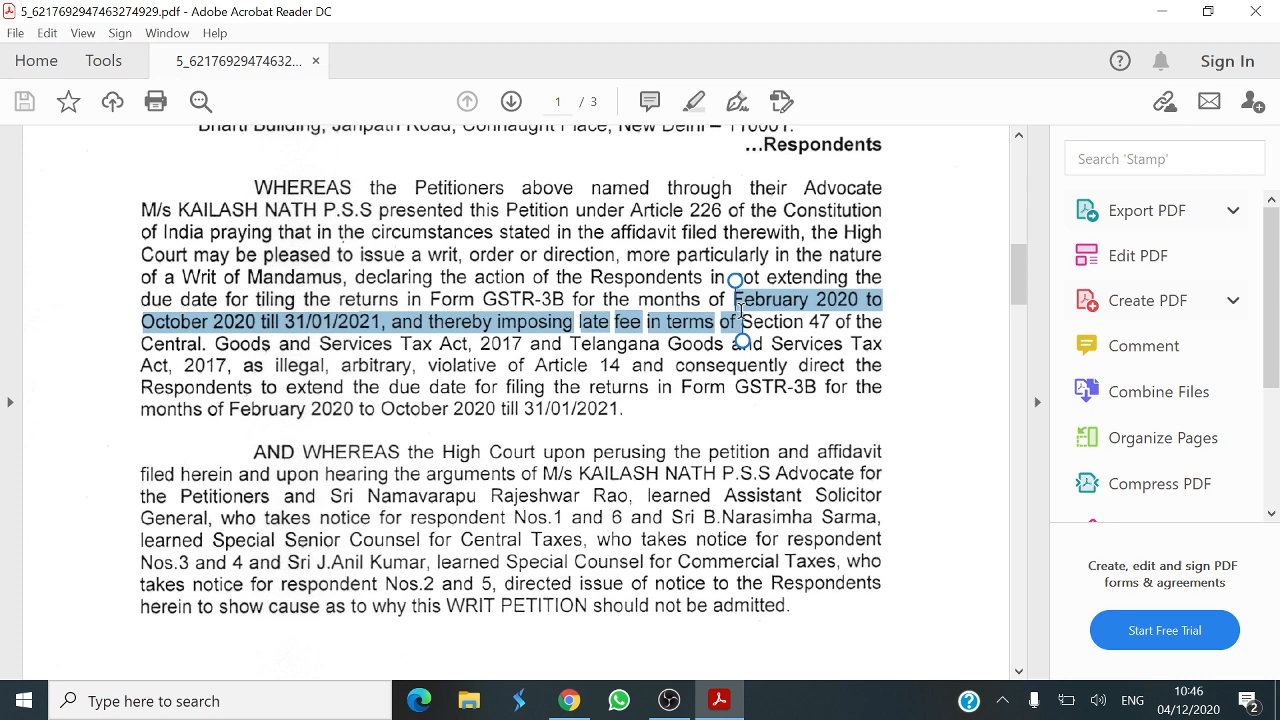 5_6217692947463274929.pdf - Adobe Acrobat Reader DC
File Edit View Sign Window Help
Home Tools 5_62176929474632... × Sign In
1 / 3
Bharti Building, Janpath Road, Connaught Place, New Delhi – 110001.
...Respondents
WHEREAS the Petitioners above named through their Advocate
M/s KAILASH NATH P.S.S presented this Petition under Article 226 of the Constitution
of India praying that in the circumstances stated in the affidavit filed therewith, the High
Court may be pleased to issue a writ, order or direction, more particularly in the nature
of a Writ of Mandamus, declaring the action of the Respondents in not extending the
due date for tiling the returns in Form GSTR-3B for the months of February 2020 to
October 2020 till 31/01/2021, and thereby imposing late fee in terms of Section 47 of the
Central. Goods and Services Tax Act, 2017 and Telangana Goods and Services Tax
Act, 2017, as illegal, arbitrary, violative of Article 14 and consequently direct the
Respondents to extend the due date for filing the returns in Form GSTR-3B for the
months of February 2020 to October 2020 till 31/01/2021.
AND WHEREAS the High Court upon perusing the petition and affidavit
filed herein and upon hearing the arguments of M/s KAILASH NATH P.S.S Advocate for
the Petitioners and Sri Namavarapu Rajeshwar Rao, learned Assistant Solicitor
General, who takes notice for respondent Nos.1 and 6 and Sri B.Narasimha Sarma,
learned Special Senior Counsel for Central Taxes, who takes notice for respondent
Nos.3 and 4 and Sri J.Anil Kumar, learned Special Counsel for Commercial Taxes, who
takes notice for respondent Nos.2 and 5, directed issue of notice to the Respondents
herein to show cause as to why this WRIT PETITION should not be admitted.
Search 'Stamp'
Export PDF
Edit PDF
Create PDF
Comment
Combine Files
Organize Pages
Compress PDF
Create, edit and sign PDF
forms & agreements
Start Free Trial
Type here to search
ENG
10:46
04/12/2020
2